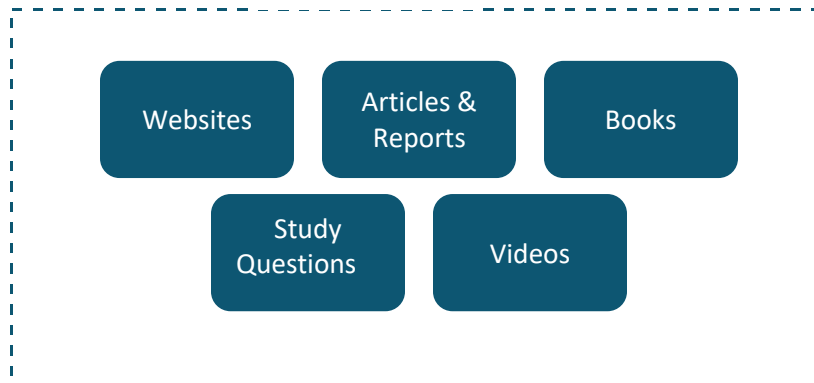 Websites
Articles &
Reports
Books
Study
Questions
Videos